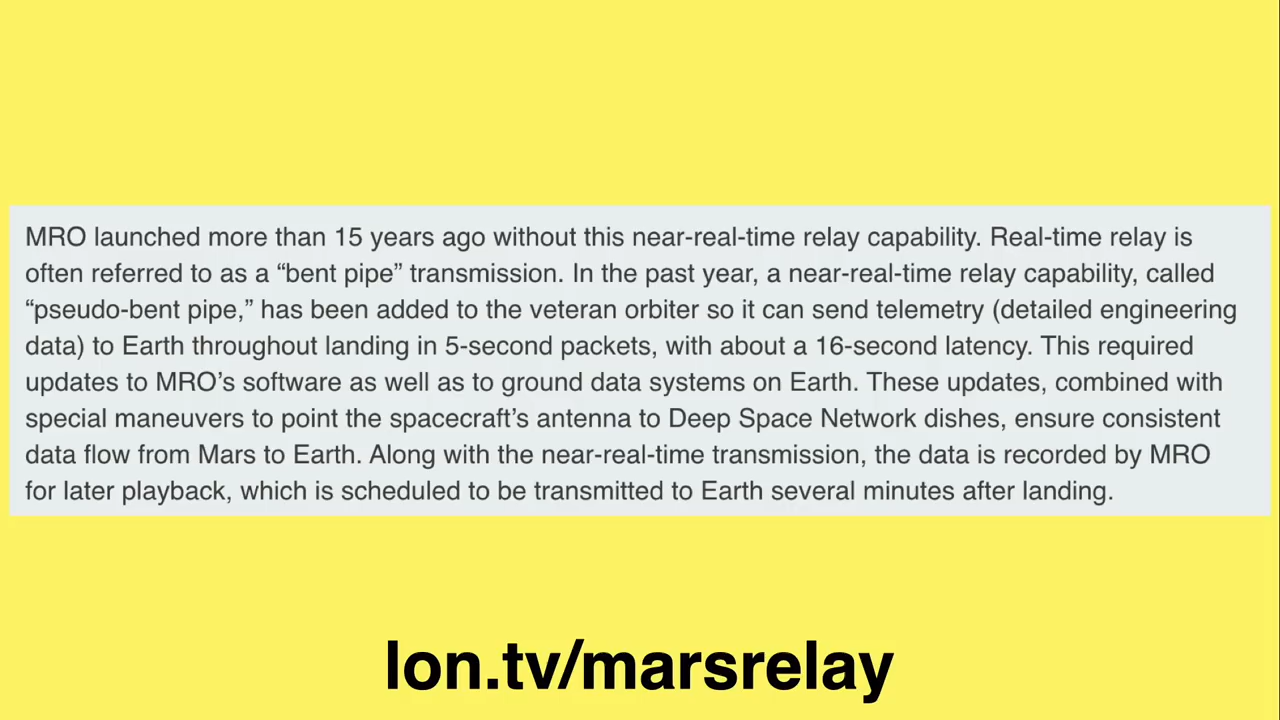 MRO launched more than 15 years ago without this near-real-time relay capability. Real-time relay is
often referred to as a “bent pipe” transmission. In the past year, a near-real-time relay capability, called
“pseudo-bent pipe,” has been added to the veteran orbiter so it can send telemetry (detailed engineering
data) to Earth throughout landing in 5-second packets, with about a 16-second latency. This required
updates to MRO’s software as well as to ground data systems on Earth. These updates, combined with
special maneuvers to point the spacecraft’s antenna to Deep Space Network dishes, ensure consistent
data flow from Mars to Earth. Along with the near-real-time transmission, the data is recorded by MRO
for later playback, which is scheduled to be transmitted to Earth several minutes after landing.
lon.tv/marsrelay